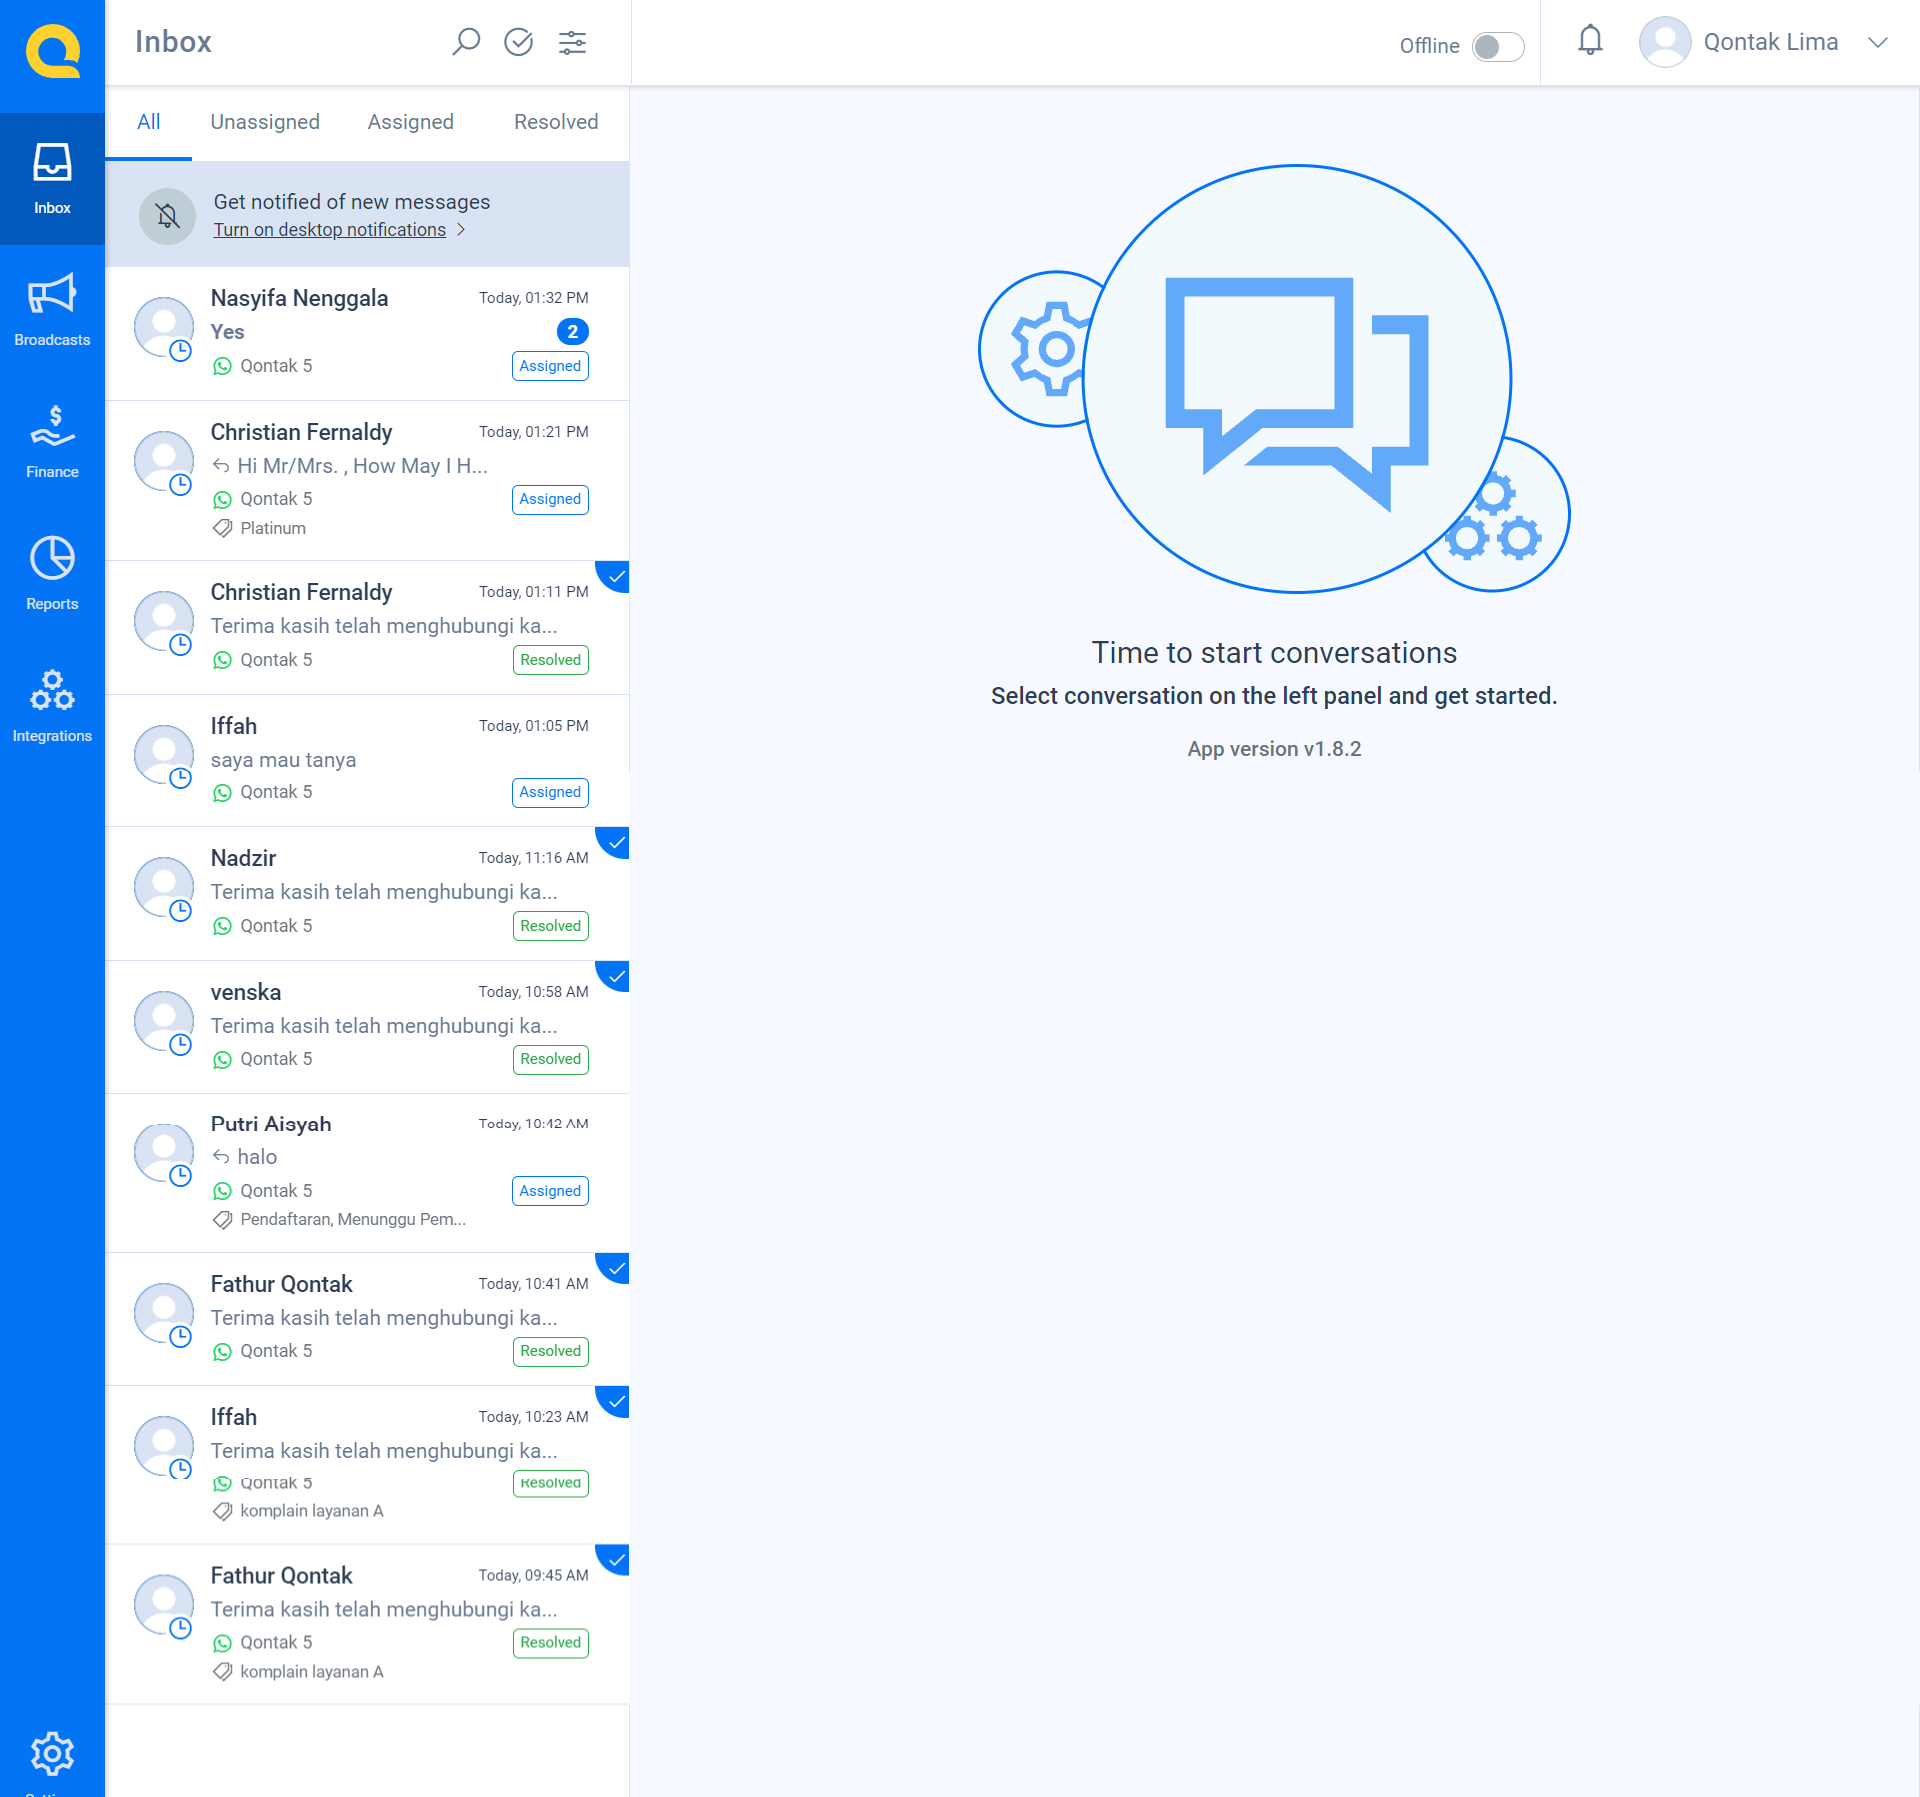 Inbox
Offline
Qontak Lima
Inbox
Broadcasts
Finance
Reports
Integrations
All
Unassigned
Assigned
Resolved
Get notified of new messages
Turn on desktop notifications
Nasyifa Nenggala
Today, 01:32 PM
Yes
2
Qontak 5
Assigned
Christian Fernaldy
Today, 01:21 PM
Hi Mr/Mrs. , How May I H...
Qontak 5
Assigned
Platinum
Christian Fernaldy
Today, 01:11 PM
Terima kasih telah menghubungi ka...
Qontak 5
Resolved
Iffah
Today, 01:05 PM
saya mau tanya
Qontak 5
Assigned
Nadzir
Today, 11:16 AM
Terima kasih telah menghubungi ka...
Qontak 5
Resolved
venska
Today, 10:58 AM
Terima kasih telah menghubungi ka...
Qontak 5
Resolved
Putri Aisyah
Today, 10:42 AM
halo
Qontak 5
Assigned
Pendaftaran, Menunggu Pem...
Fathur Qontak
Today, 10:41 AM
Terima kasih telah menghubungi ka...
Qontak 5
Resolved
Iffah
Today, 10:23 AM
Terima kasih telah menghubungi ka...
Qontak 5
Resolved
komplain layanan A
Fathur Qontak
Today, 09:45 AM
Terima kasih telah menghubungi ka...
Qontak 5
Resolved
komplain layanan A
Time to start conversations
Select conversation on the left panel and get started.
App version v1.8.2